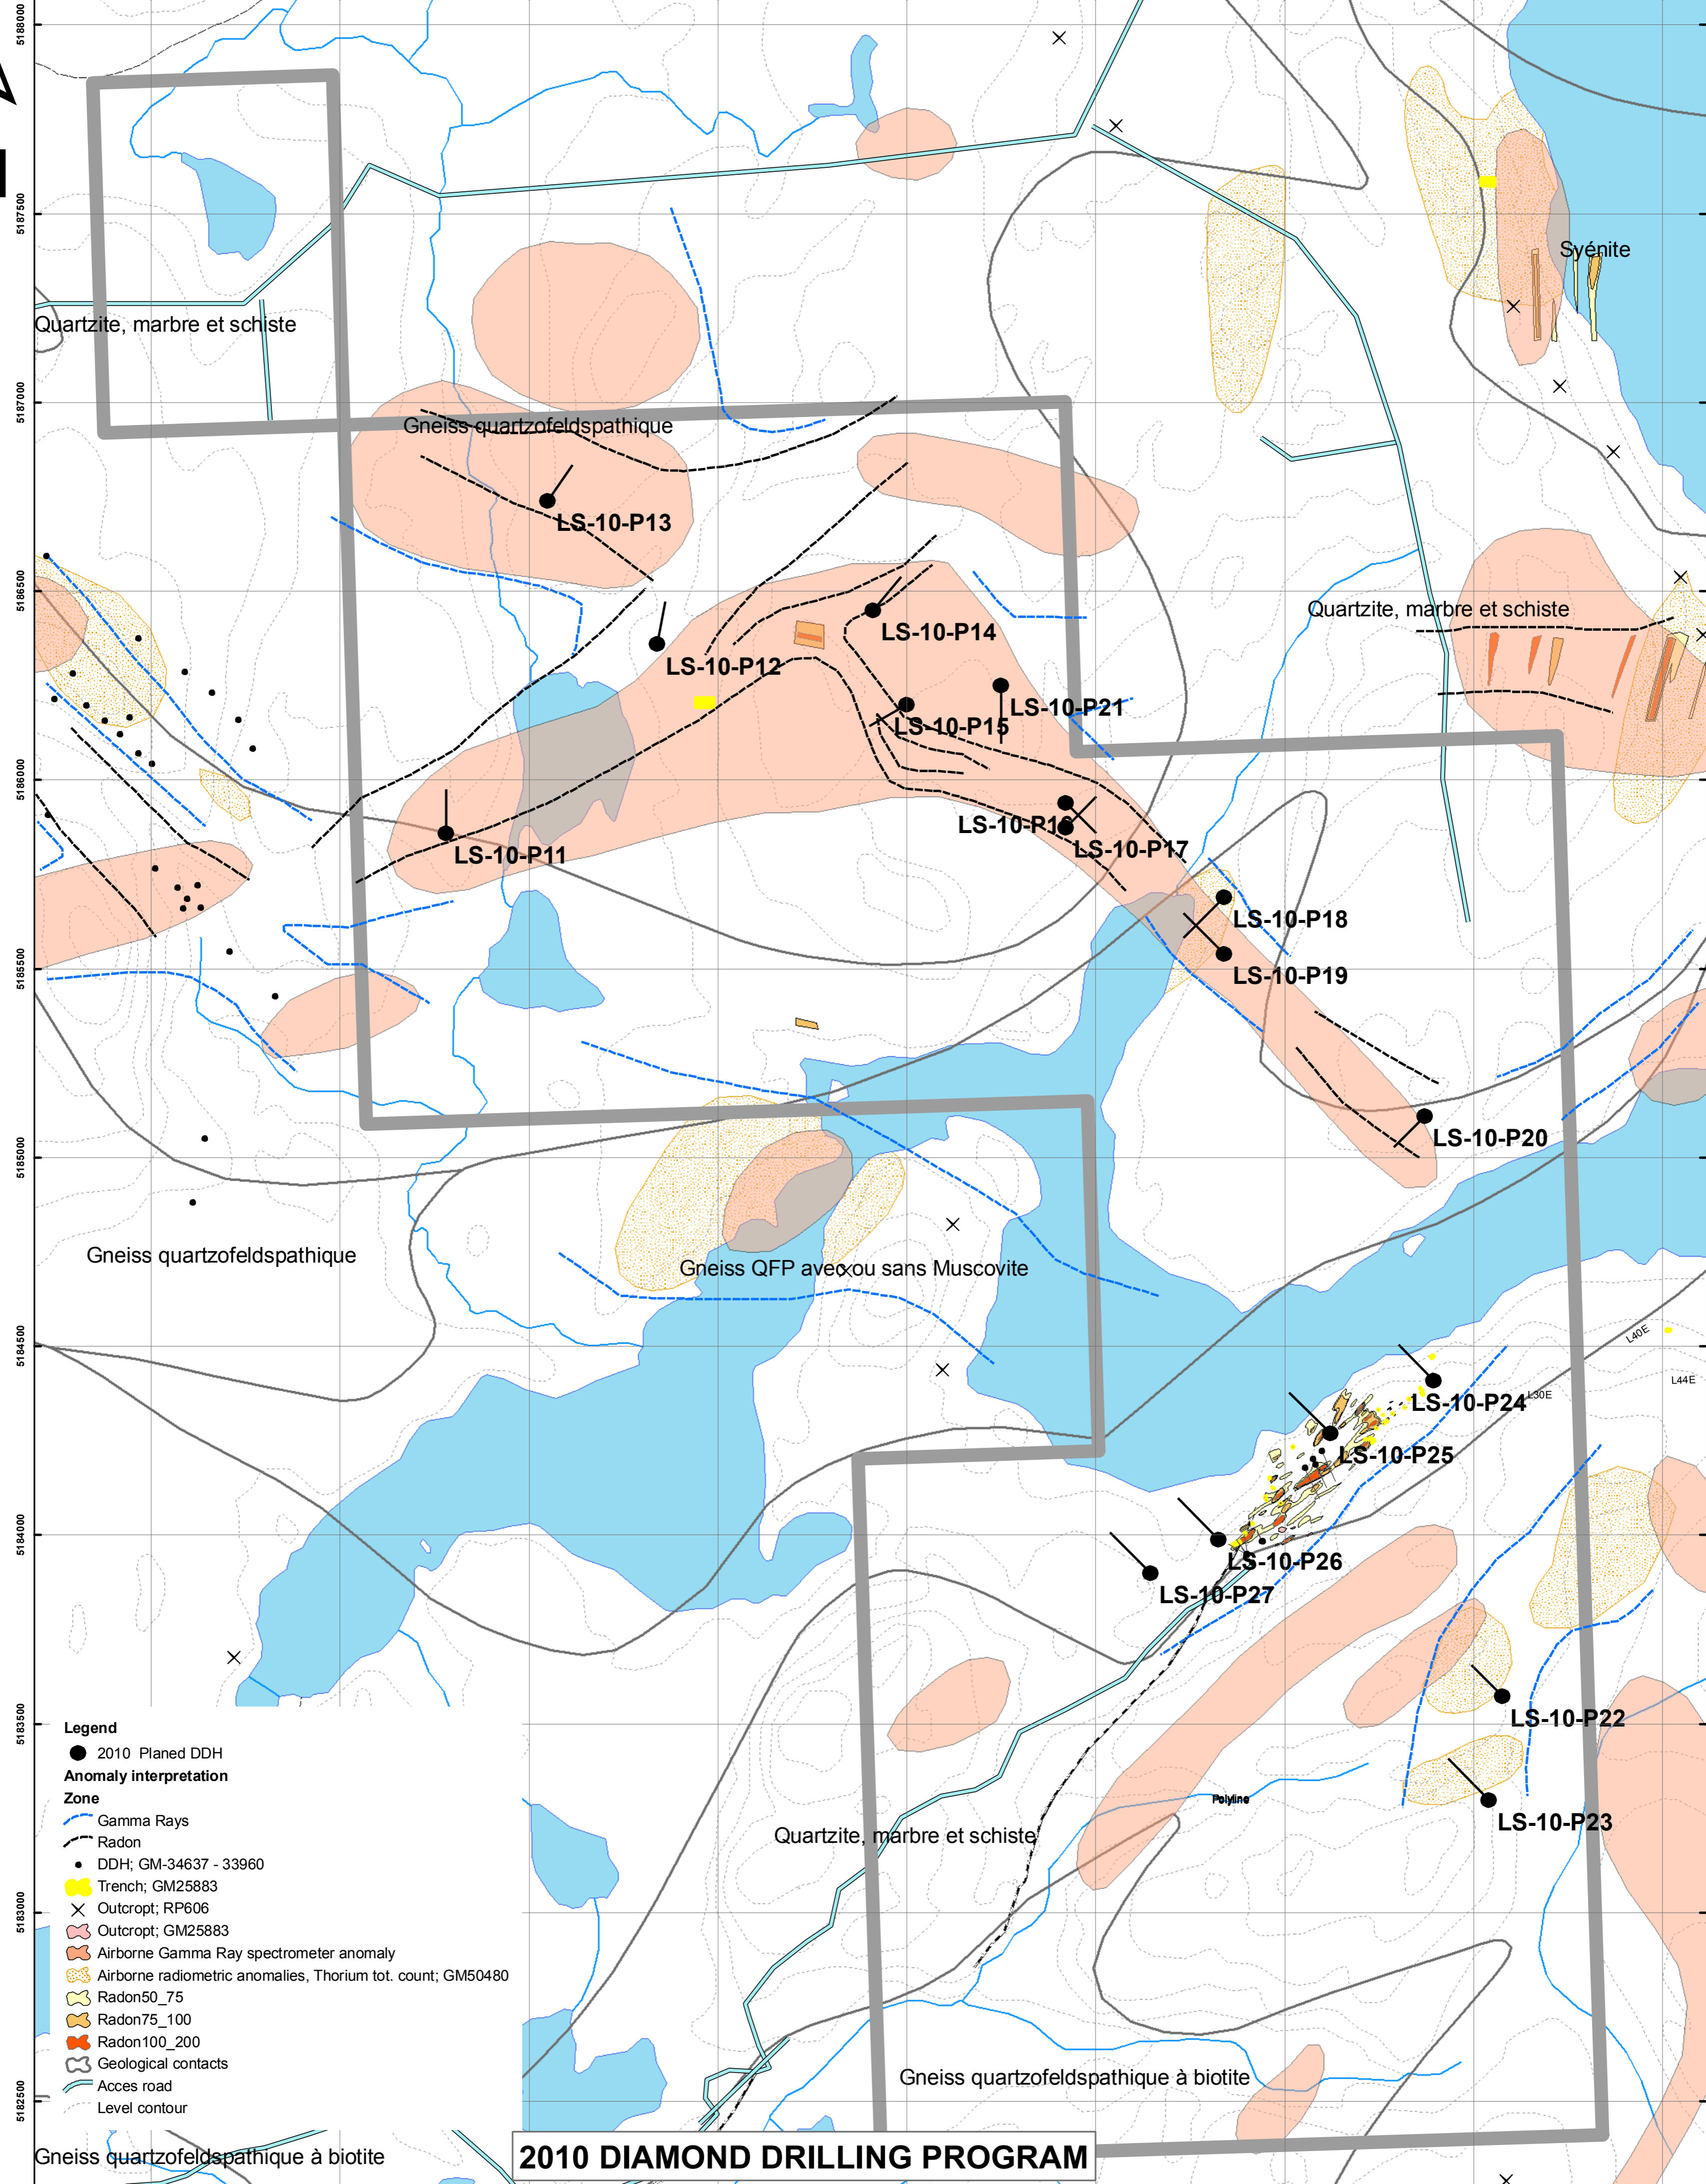 5188000
5187500
Syénite
Quartzite, marbre et schiste
5187000
Gneiss quartzofeldspathique
LS-10-P13
5186500
Quartzite, marbre et schiste
LS-10-P14
LS-10-P12
LS-10-P21
LS-10-P15
5186000
LS-10-P16
LS-10-P17
LS-10-P11
LS-10-P18
5185500
LS-10-P19
LS-10-P20
5185000
Gneiss quartzofeldspathique
Gneiss QFP avec ou sans Muscovite
5184500
L40E
L44E
L30E
LS-10-P24
LS-10-P25
5184000
LS-10-P26
LS-10-P27
5183500
LS-10-P22
Polyline
LS-10-P23
Quartzite, marbre et schiste
5183000
Gneiss quartzofeldspathique à biotite
5182500
Legend
2010 Planed DDH
Anomaly interpretation
Zone
Gamma Rays
Radon
DDH; GM-34637 - 33960
Trench; GM25883
Outcropt; RP606
Outcropt; GM25883
Airborne Gamma Ray spectrometer anomaly
Airborne radiometric anomalies, Thorium tot. count; GM50480
Radon50_75
Radon75_100
Radon100_200
Geological contacts
Acces road
Level contour
Gneiss quartzofeldspathique à biotite
2010 DIAMOND DRILLING PROGRAM